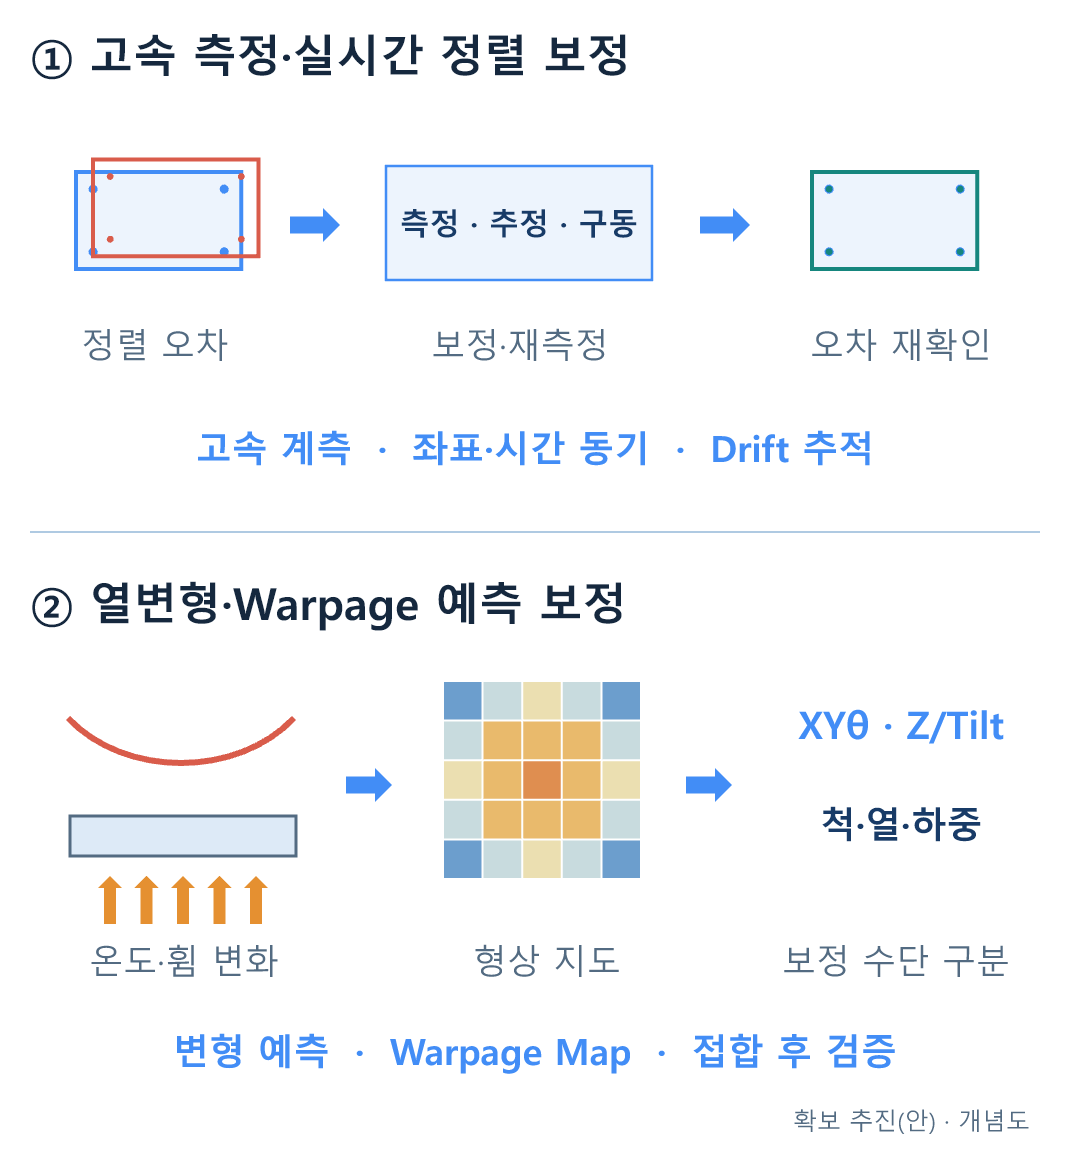 ① 고속 측정·실시간 정렬 보정
측정 · 추정 · 구동
정렬 오차
보정·재측정
오차 재확인
고속 계측 · 좌표·시간 동기 · Drift 추적
② 열변형·Warpage 예측 보정
XYθ · Z/Tilt
척·열·하중
온도·휨 변화
형상 지도
보정 수단 구분
변형 예측 · Warpage Map · 접합 후 검증
확보 추진(안) · 개념도